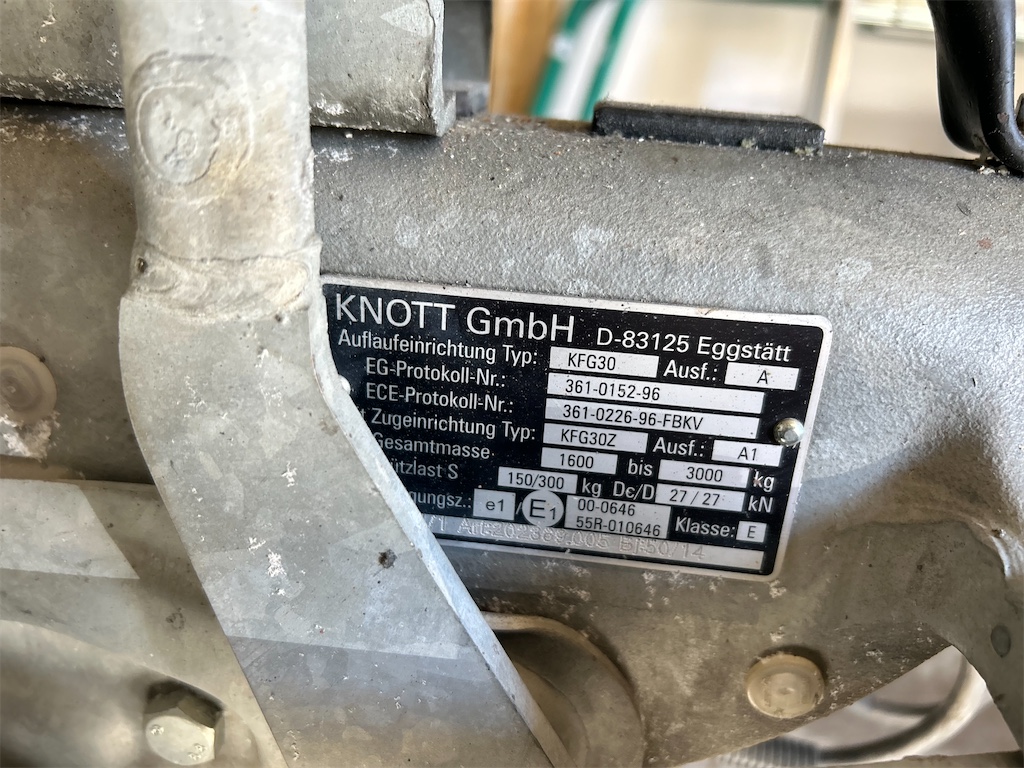 KNOTT GmbH D-83125 Eggstätt
Auflaufeinrichtung Typ: KFG30 Ausf.: A
EG-Protokoll-Nr.: 361-0152-96
ECE-Protokoll-Nr.: 361-0226-96-FBKV
Zugeinrichtung Typ: KFG30Z Ausf.: A1
Gesamtmasse 1600 bis 3000 kg
tützlast S 150/300 kg Dc/D 27 / 27 kN
gungsz.: e1 E1 00-0646
55R-010646 Klasse: E